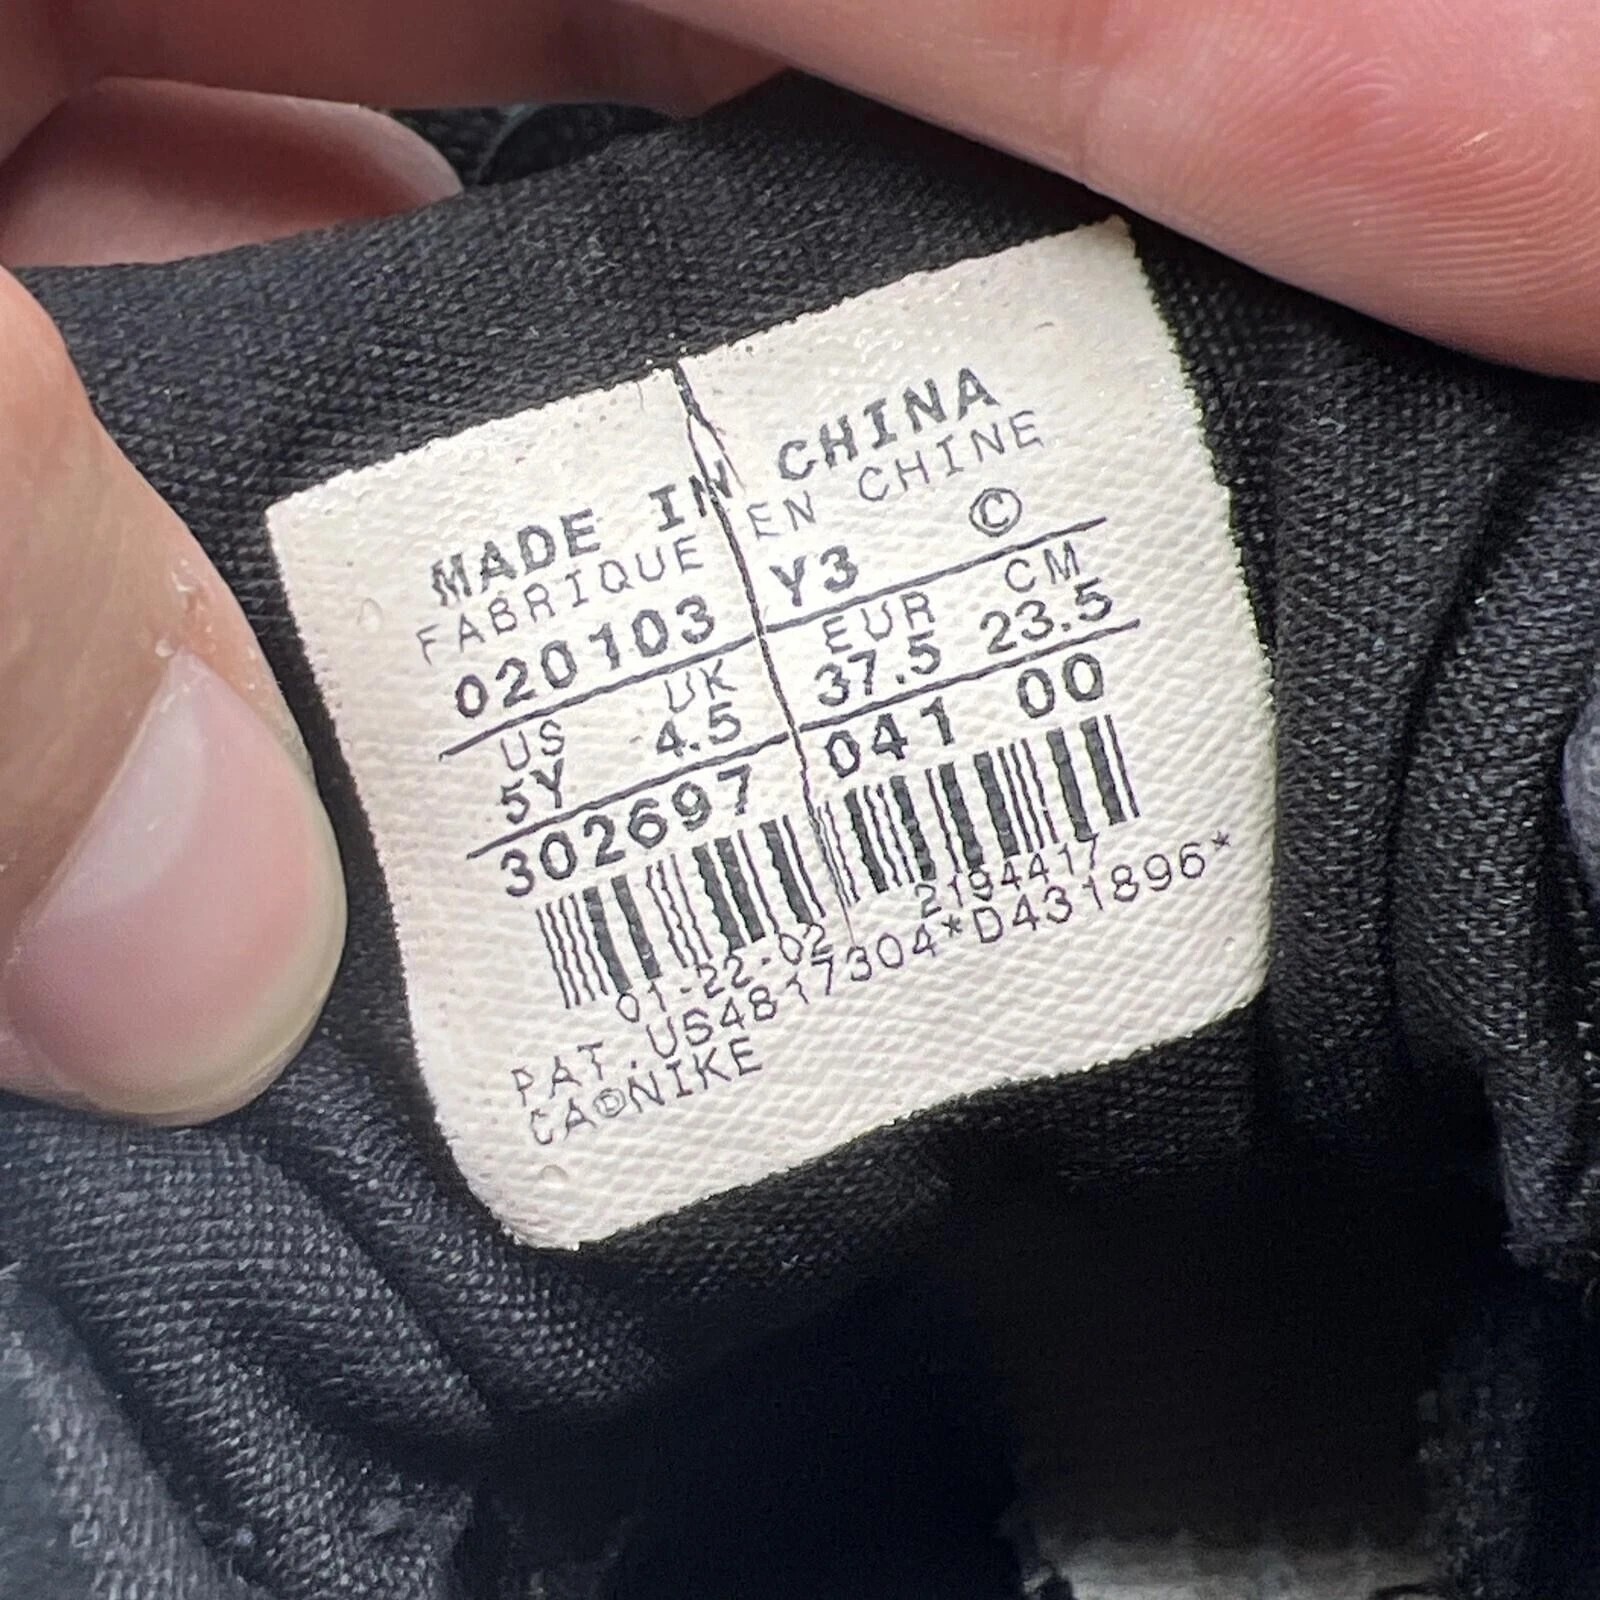 MADE IN CHINA
FABRIQUE EN CHINE
020103 Y3 ©
US UK EUR CM
5Y 4.5 37.5 23.5
302697 041 00
01-22-02 2194417
PAT.US4817304*D431896*
CA©NIKE